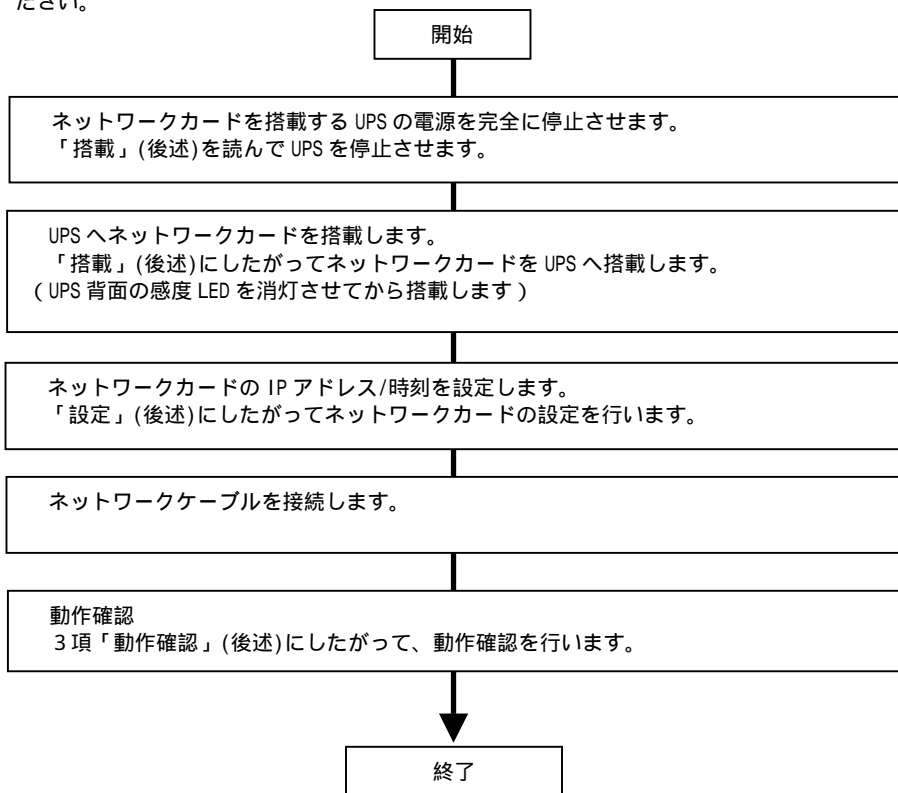 ださい。
開始
ネットワークカードを搭載する UPS の電源を完全に停止させます。
「搭載」(後述)を読んで UPS を停止させます。
UPS へネットワークカードを搭載します。
「搭載」(後述)にしたがってネットワークカードを UPS へ搭載します。
(UPS 背面の感度 LED を消灯させてから搭載します)
ネットワークカードの IP アドレス/時刻を設定します。
「設定」(後述)にしたがってネットワークカードの設定を行います。
ネットワークケーブルを接続します。
動作確認
3項「動作確認」(後述)にしたがって、動作確認を行います。
終了